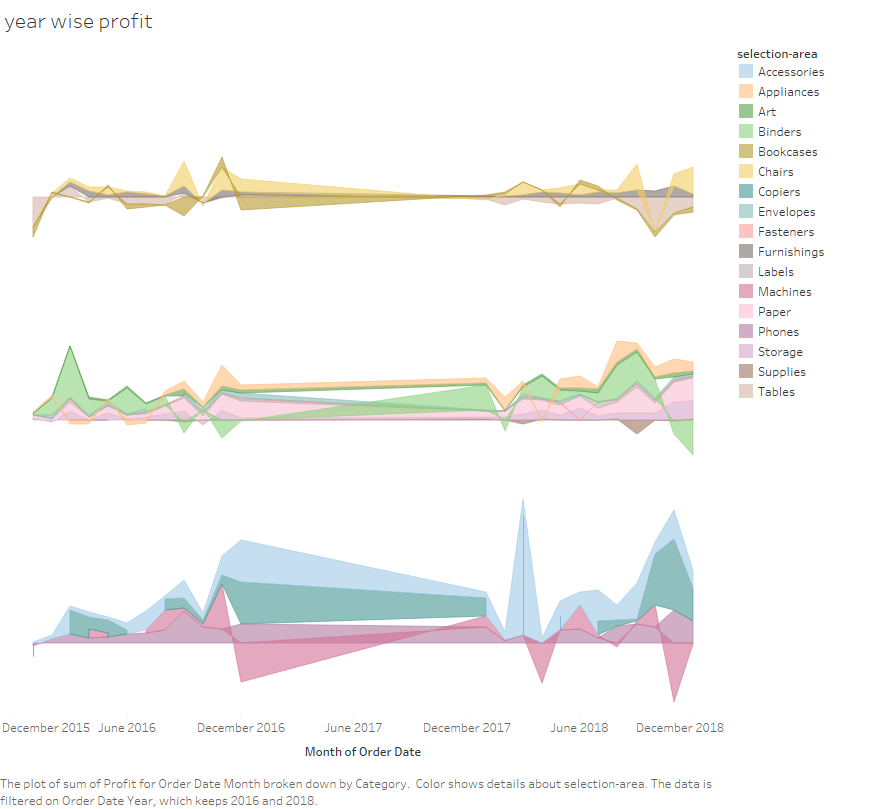 year wise profit
selection-area
Accessories
Appliances
Art
Binders
Bookcases
Chairs
Copiers
Envelopes
Fasteners
Furnishings
Labels
Machines
Paper
Phones
Storage
Supplies
Tables
December 2015 June 2016 December 2016 June 2017 December 2017 June 2018 December 2018
Month of Order Date
The plot of sum of Profit for Order Date Month broken down by Category. Color shows details about selection-area. The data is
filtered on Order Date Year, which keeps 2016 and 2018.